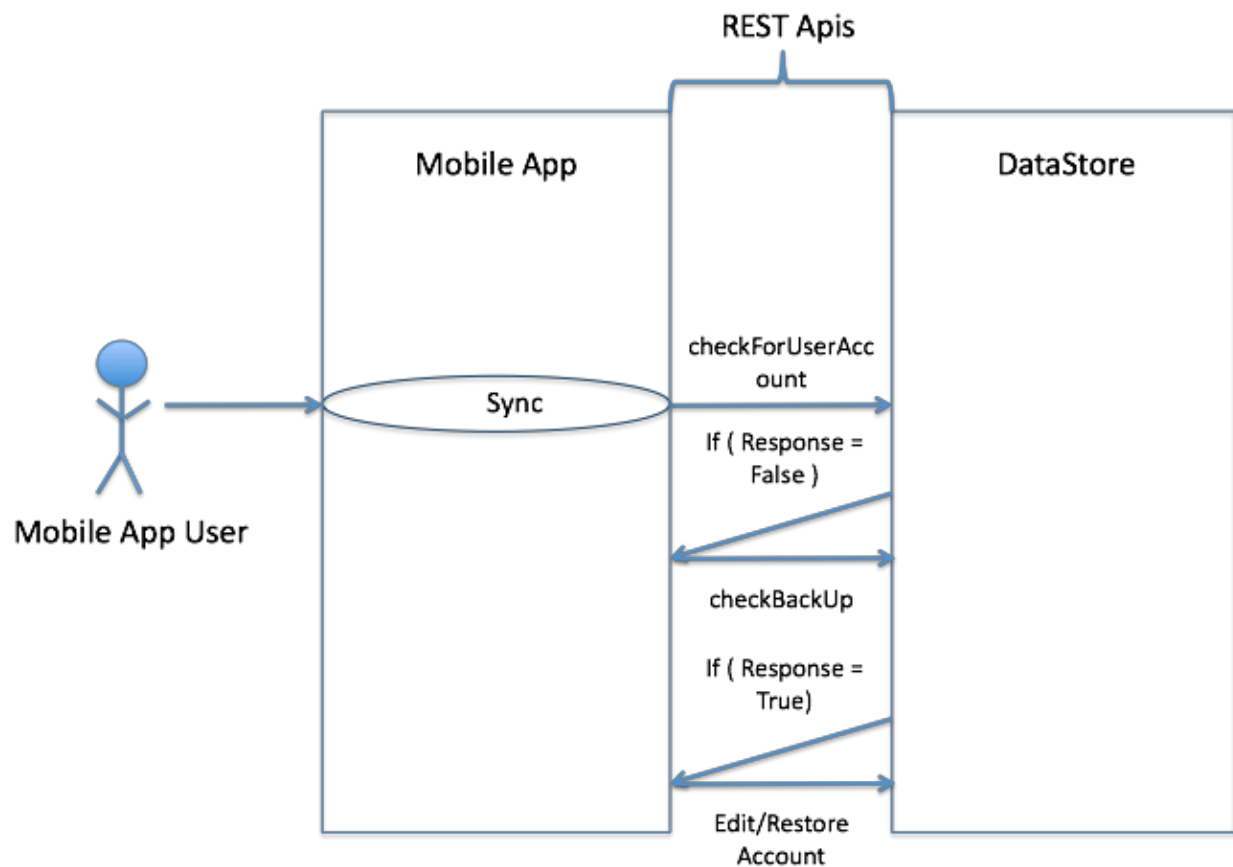 REST Apis
Mobile App
DataStore
checkForUserAcc
ount
Sync
If ( Response =
False )
Mobile App User
checkBackUp
If ( Response =
True)
Edit/Restore
Account